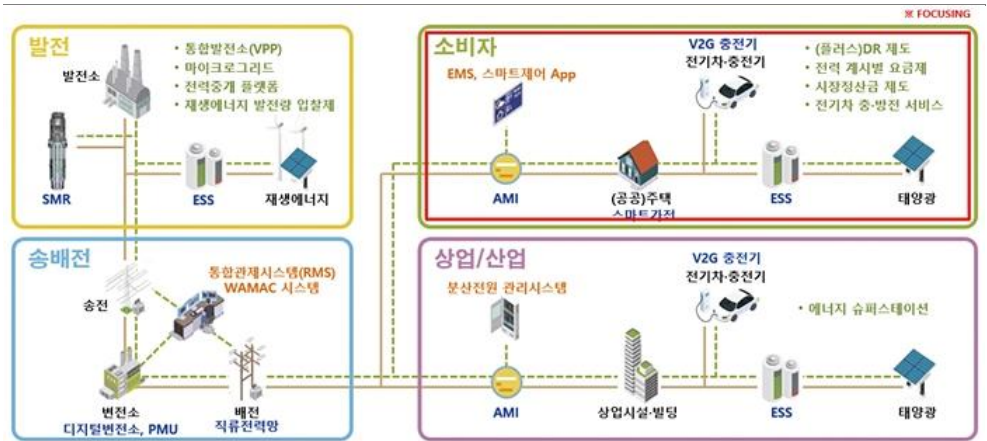 ※ FOCUSING
발전
발전소
• 통합발전소(VPP)
• 마이크로그리드
• 전력중계 플랫폼
• 재생에너지 발전량 입찰제
SMR
ESS
재생에너지
소비자
EMS, 스마트제어 App
V2G 충전기
전기차·충전기
• (플러스)DR 제도
• 전력 계시별 요금제
• 시장정산금 제도
• 전기차 충·방전 서비스
AMI
(공공)주택
스마트가전
ESS
태양광
송배전
통합관제시스템(RMS)
WAMAC 시스템
송전
변전소
디지털변전소, PMU
배전
직류전력망
상업/산업
분산전원 관리시스템
V2G 충전기
전기차·충전기
• 에너지 슈퍼스테이션
AMI
상업시설·빌딩
ESS
태양광